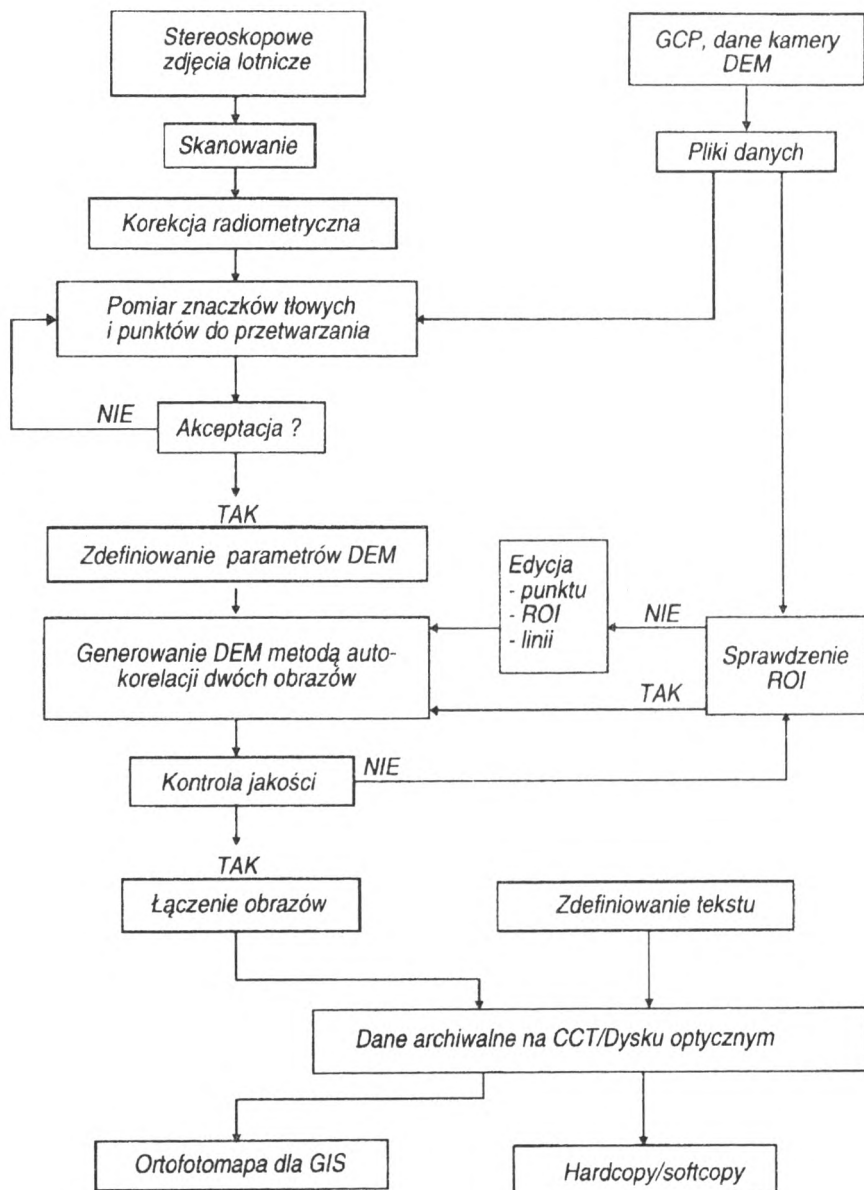 Stereoskopowe
zdjęcia lotnicze
GCP, dane kamery
DEM
Skanowanie
Pliki danych
Korekcja radiometryczna
Pomiar znaczków tłowych
i punktów do przetwarzania
NIE
Akceptacja ?
TAK
Zdefiniowanie parametrów DEM
Edycja
- punktu
- ROI
- linii
NIE
Sprawdzenie
ROI
TAK
Generowanie DEM metodą auto-
korelacji dwóch obrazów
Kontrola jakości
NIE
TAK
Łączenie obrazów
Zdefiniowanie tekstu
Dane archiwalne na CCT/Dysku optycznym
Ortofotomapa dla GIS
Hardcopy/softcopy